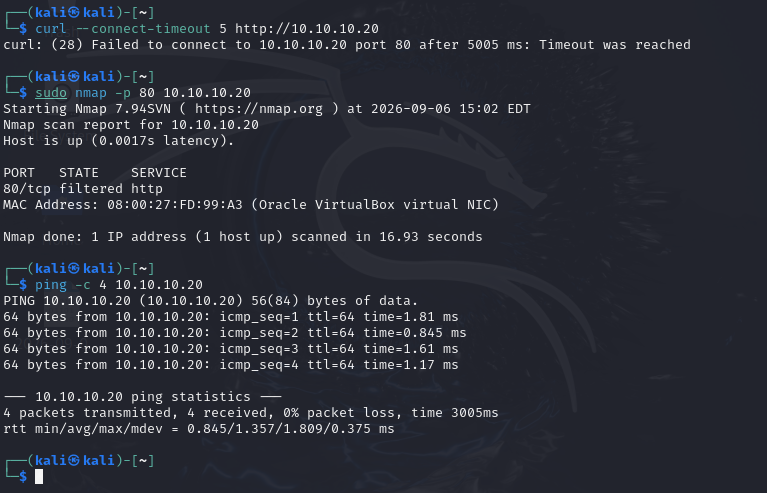 ┌──(kali㉿kali)-[~]
└─$ curl --connect-timeout 5 http://10.10.10.20
curl: (28) Failed to connect to 10.10.10.20 port 80 after 5005 ms: Timeout was reached
┌──(kali㉿kali)-[~]
└─$ sudo nmap -p 80 10.10.10.20
Starting Nmap 7.94SVN ( https://nmap.org ) at 2026-09-06 15:02 EDT
Nmap scan report for 10.10.10.20
Host is up (0.0017s latency).
PORT   STATE    SERVICE
80/tcp filtered http
MAC Address: 08:00:27:FD:99:A3 (Oracle VirtualBox virtual NIC)
Nmap done: 1 IP address (1 host up) scanned in 16.93 seconds
┌──(kali㉿kali)-[~]
└─$ ping -c 4 10.10.10.20
PING 10.10.10.20 (10.10.10.20) 56(84) bytes of data.
64 bytes from 10.10.10.20: icmp_seq=1 ttl=64 time=1.81 ms
64 bytes from 10.10.10.20: icmp_seq=2 ttl=64 time=0.845 ms
64 bytes from 10.10.10.20: icmp_seq=3 ttl=64 time=1.61 ms
64 bytes from 10.10.10.20: icmp_seq=4 ttl=64 time=1.17 ms
--- 10.10.10.20 ping statistics ---
4 packets transmitted, 4 received, 0% packet loss, time 3005ms
rtt min/avg/max/mdev = 0.845/1.357/1.809/0.375 ms
┌──(kali㉿kali)-[~]
└─$